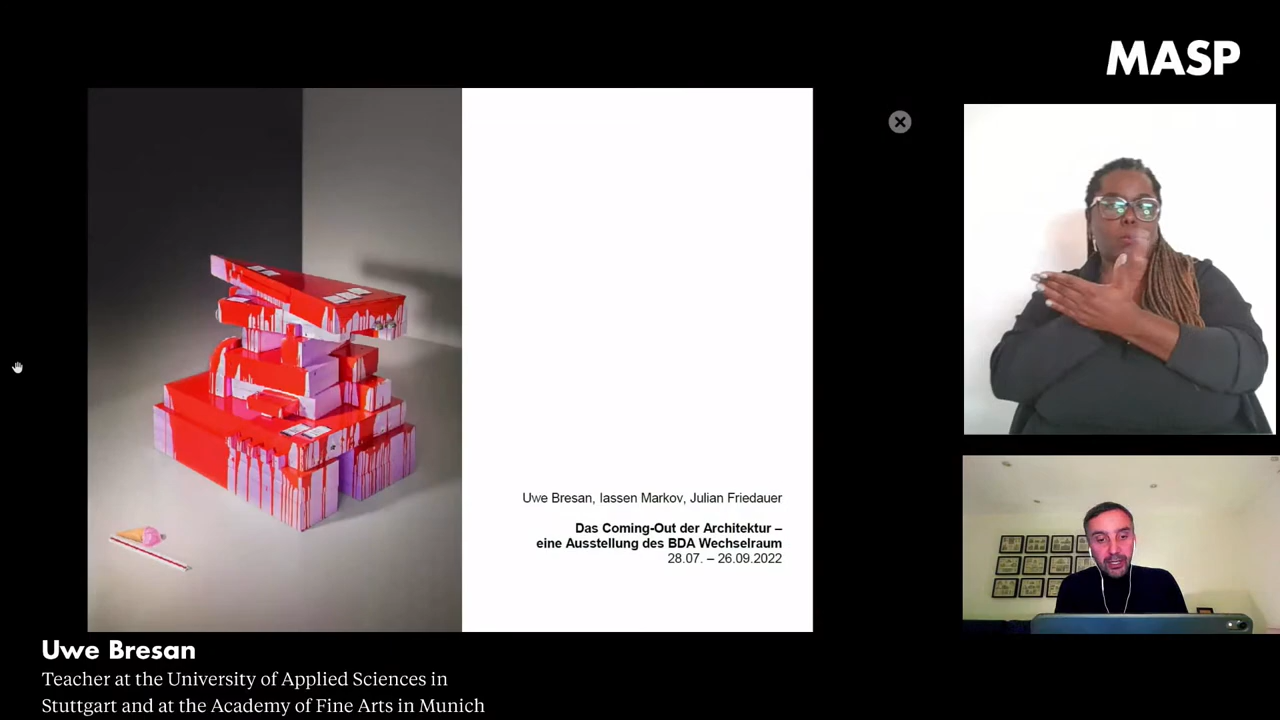 MASP
Uwe Bresan, Iassen Markov, Julian Friedauer
Das Coming-Out der Architektur –
eine Ausstellung des BDA Wechselraum
28.07. – 26.09.2022
Uwe Bresan
Teacher at the University of Applied Sciences in
Stuttgart and at the Academy of Fine Arts in Munich